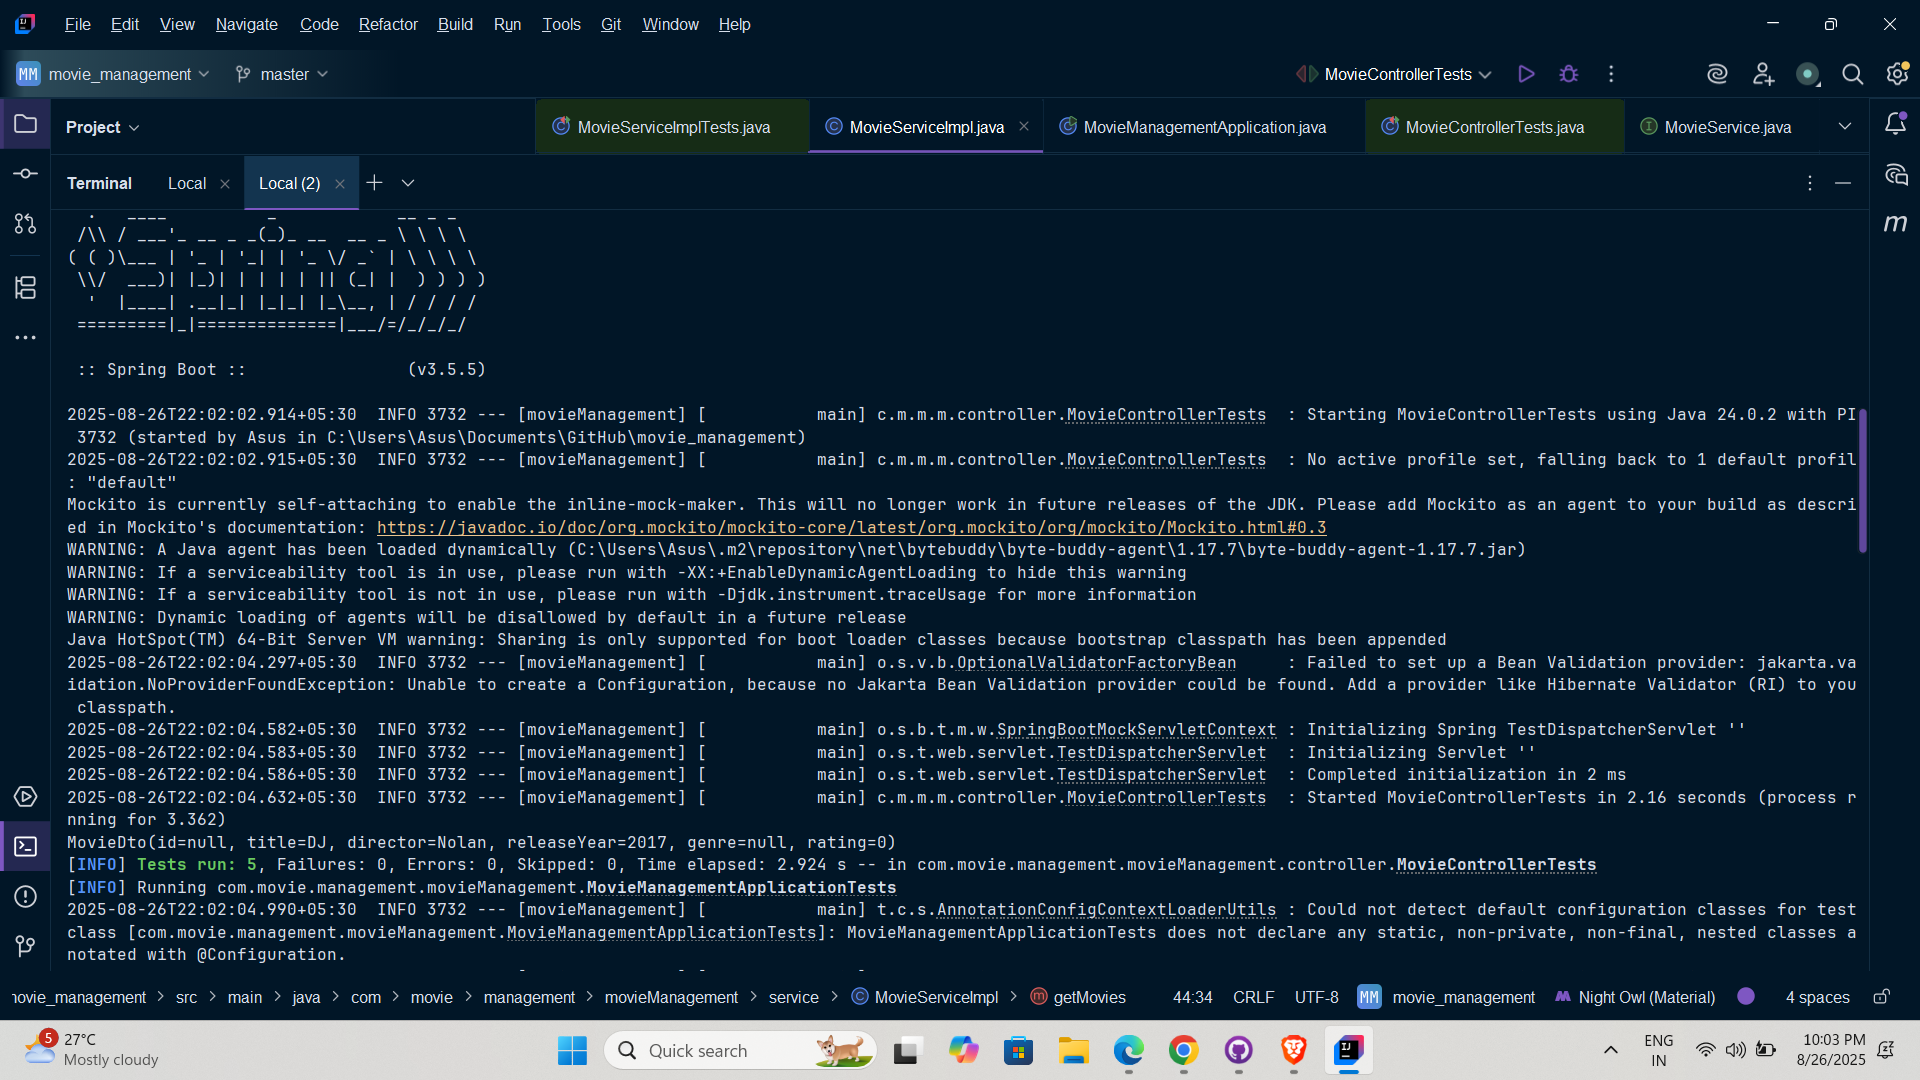 File Edit View Navigate Code Refactor Build Run Tools Git Window Help
MM movie_management master MovieControllerTests
Project MovieServiceImplTests.java MovieServiceImpl.java MovieManagementApplication.java MovieControllerTests.java MovieService.java
Terminal Local Local (2)
:: Spring Boot :: (v3.5.5)
2025-08-26T22:02:02.914+05:30 INFO 3732 --- [movieManagement] [ main] c.m.m.m.controller.MovieControllerTests : Starting MovieControllerTests using Java 24.0.2 with PI
3732 (started by Asus in C:\Users\Asus\Documents\GitHub\movie_management)
2025-08-26T22:02:02.915+05:30 INFO 3732 --- [movieManagement] [ main] c.m.m.m.controller.MovieControllerTests : No active profile set, falling back to 1 default profil
: "default"
Mockito is currently self-attaching to enable the inline-mock-maker. This will no longer work in future releases of the JDK. Please add Mockito as an agent to your build as descri
ed in Mockito's documentation: https://javadoc.io/doc/org.mockito/mockito-core/latest/org.mockito/org/mockito/Mockito.html#0.3
WARNING: A Java agent has been loaded dynamically (C:\Users\Asus\.m2\repository\net\bytebuddy\byte-buddy-agent\1.17.7\byte-buddy-agent-1.17.7.jar)
WARNING: If a serviceability tool is in use, please run with -XX:+EnableDynamicAgentLoading to hide this warning
WARNING: If a serviceability tool is not in use, please run with -Djdk.instrument.traceUsage for more information
WARNING: Dynamic loading of agents will be disallowed by default in a future release
Java HotSpot(TM) 64-Bit Server VM warning: Sharing is only supported for boot loader classes because bootstrap classpath has been appended
2025-08-26T22:02:04.297+05:30 INFO 3732 --- [movieManagement] [ main] o.s.v.b.OptionalValidatorFactoryBean : Failed to set up a Bean Validation provider: jakarta.va
idation.NoProviderFoundException: Unable to create a Configuration, because no Jakarta Bean Validation provider could be found. Add a provider like Hibernate Validator (RI) to you
classpath.
2025-08-26T22:02:04.582+05:30 INFO 3732 --- [movieManagement] [ main] o.s.b.t.m.w.SpringBootMockServletContext : Initializing Spring TestDispatcherServlet ''
2025-08-26T22:02:04.583+05:30 INFO 3732 --- [movieManagement] [ main] o.s.t.web.servlet.TestDispatcherServlet : Initializing Servlet ''
2025-08-26T22:02:04.586+05:30 INFO 3732 --- [movieManagement] [ main] o.s.t.web.servlet.TestDispatcherServlet : Completed initialization in 2 ms
2025-08-26T22:02:04.632+05:30 INFO 3732 --- [movieManagement] [ main] c.m.m.m.controller.MovieControllerTests : Started MovieControllerTests in 2.16 seconds (process r
nning for 3.362)
MovieDto(id=null, title=DJ, director=Nolan, releaseYear=2017, genre=null, rating=0)
[INFO] Tests run: 5, Failures: 0, Errors: 0, Skipped: 0, Time elapsed: 2.924 s -- in com.movie.management.movieManagement.controller.MovieControllerTests
[INFO] Running com.movie.management.movieManagement.MovieManagementApplicationTests
2025-08-26T22:02:04.990+05:30 INFO 3732 --- [movieManagement] [ main] t.c.s.AnnotationConfigContextLoaderUtils : Could not detect default configuration classes for test
class [com.movie.management.movieManagement.MovieManagementApplicationTests]: MovieManagementApplicationTests does not declare any static, non-private, non-final, nested classes a
notated with @Configuration.
movie_management > src > main > java > com > movie > management > movieManagement > service > MovieServiceImpl > getMovies 44:34 CRLF UTF-8 MM movie_management Night Owl (Material) 4 spaces
5 27°C
Mostly cloudy
Quick search
ENG
IN
10:03 PM
8/26/2025